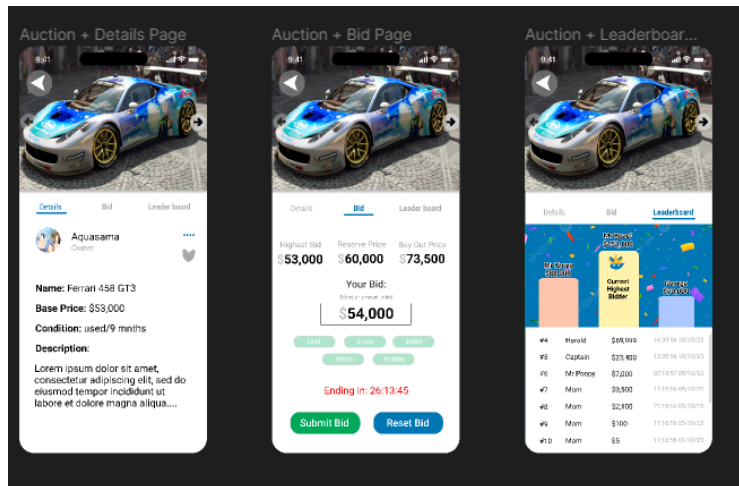 Auction + Details Page
9:41
Details Bid Leader board
Aquasama
Owner
Name: Ferrari 458 GT3
Base Price: $53,000
Condition: used/9 mnths
Description:
Lorem ipsum dolor sit amet,
consectetur adipiscing elit, sed do
eiusmod tempor incididunt ut
labore et dolore magna aliqua....
Auction + Bid Page
9:41
Details Bid Leader board
Highest Bid Reserve Price Buy Out Price
$53,000 $60,000 $73,500
Your Bid:
$54,000
Ending in: 26:13:45
Submit Bid Reset Bid
Auction + Leaderboar...
9:41
Details Bid Leaderboard
Current
Highest
Bidder
#4 Harold $69,999
#5 Captain $23,400
#6 Mr Poopy $7,000
#7 Mom $3,500
#8 Mom $2,100
#9 Mom $100
#10 Mom $5